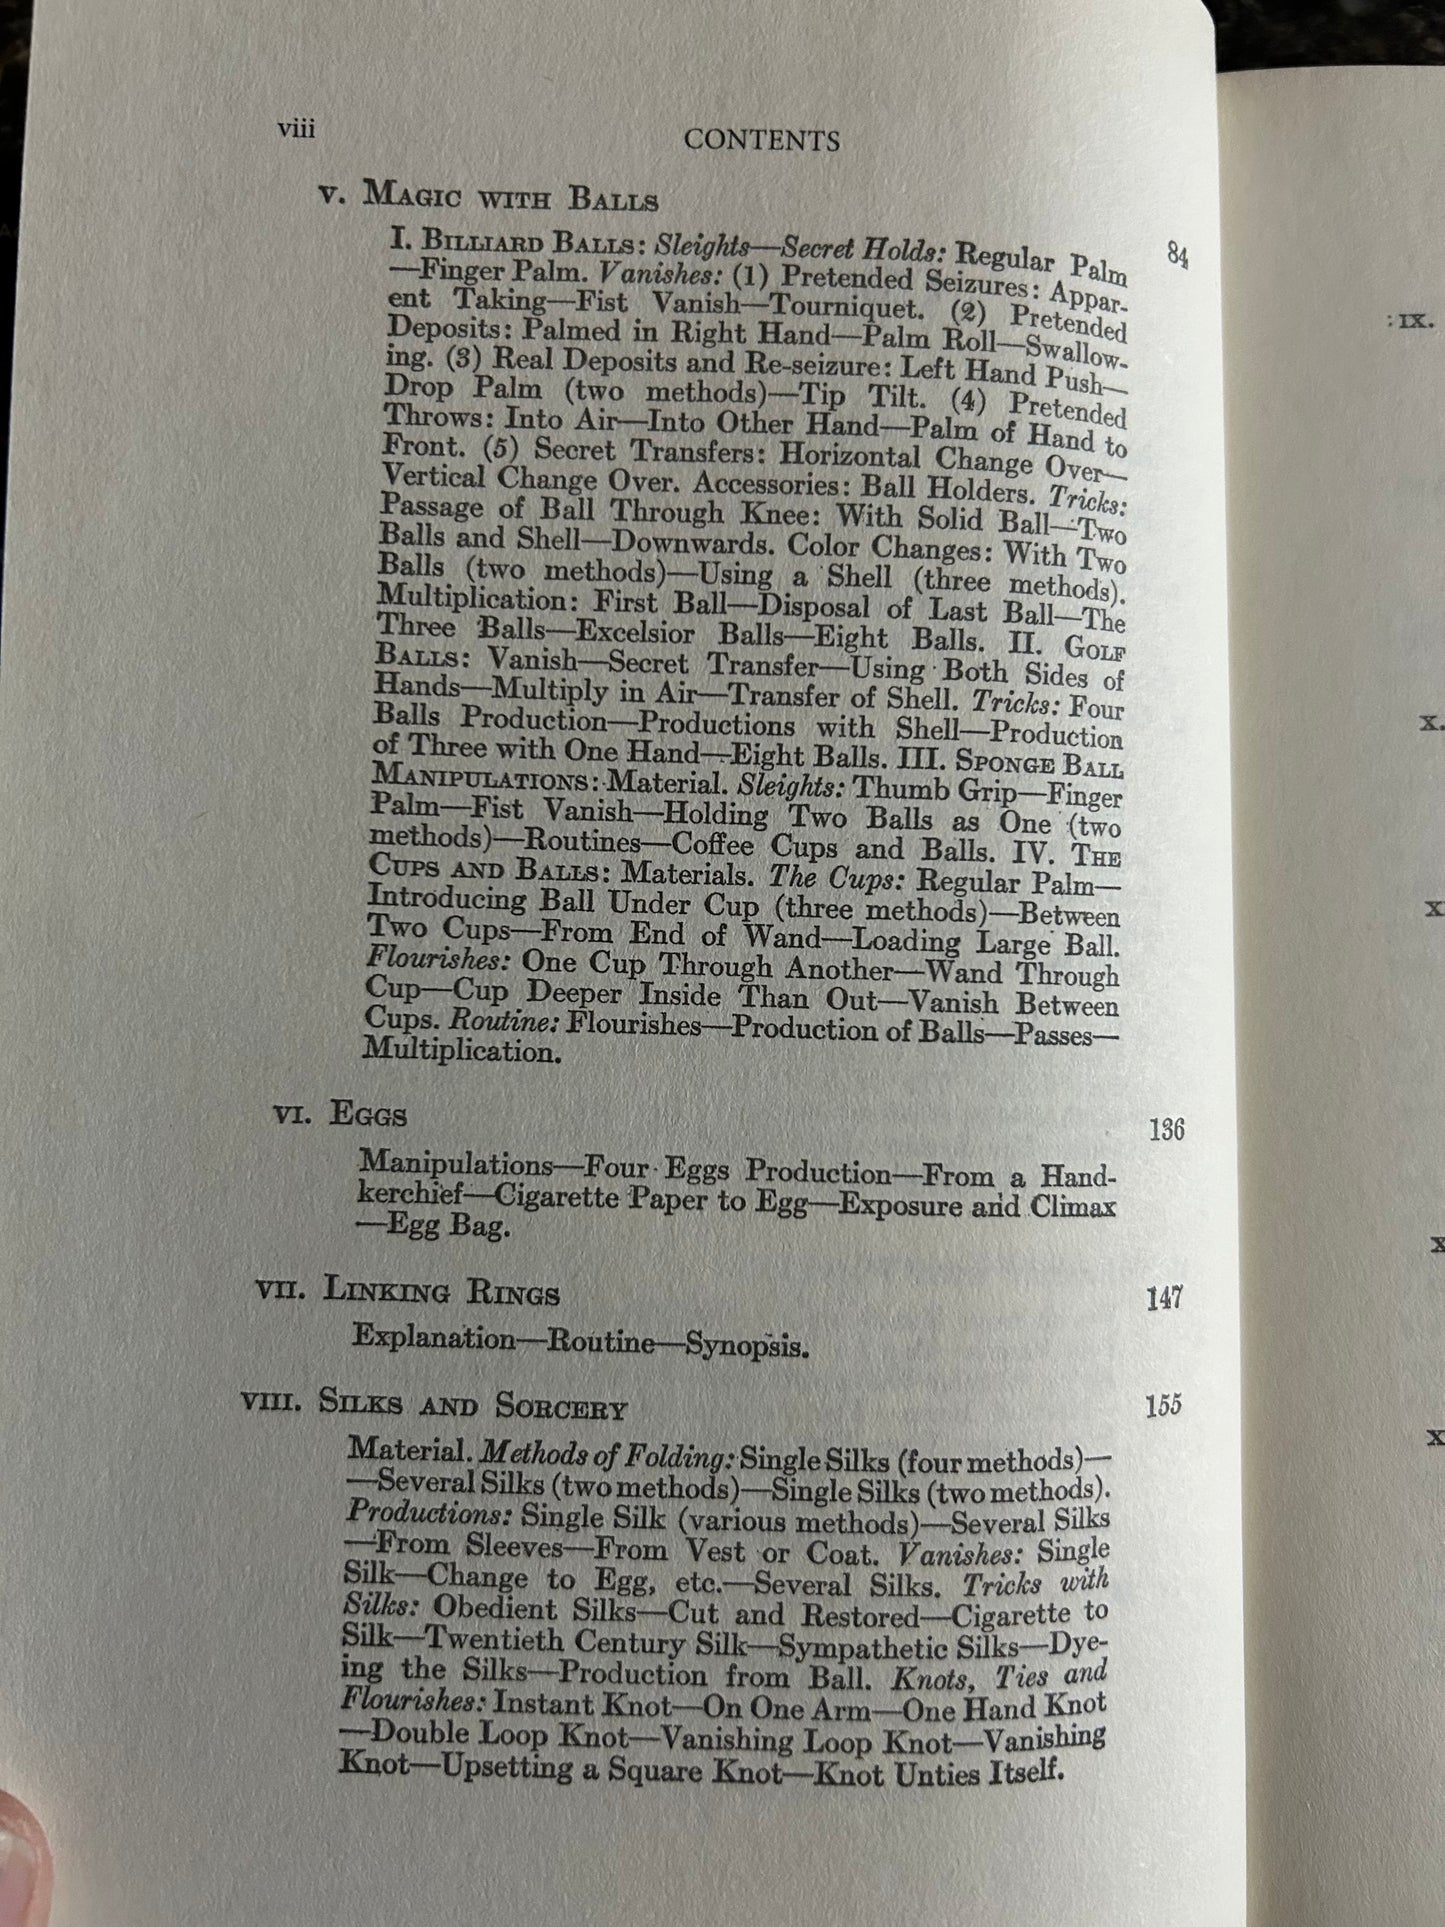 viii
CONTENTS
V. MAGIC WITH BALLS
84
I. BILLIARD BALLS: Sleights—Secret Holds: Regular Palm
—Finger Palm. Vanishes: (1) Pretended Seizures: Appar-
ent Taking—Fist Vanish—Tourniquet. (2) Pretended
Deposits: Palmed in Right Hand—Palm Roll—Swallow-
ing. (3) Real Deposits and Re-seizure: Left Hand Push—
Drop Palm (two methods)—Tip Tilt. (4) Pretended
Throws: Into Air—Into Other Hand—Palm of Hand to
Front. (5) Secret Transfers: Horizontal Change Over—
Vertical Change Over. Accessories: Ball Holders. Tricks:
Passage of Ball Through Knee: With Solid Ball—Two
Balls and Shell—Downwards. Color Changes: With Two
Balls (two methods)—Using a Shell (three methods).
Multiplication: First Ball—Disposal of Last Ball—The
Three Balls—Excelsior Balls—Eight Balls. II. GOLF
BALLS: Vanish—Secret Transfer—Using Both Sides of
Hands—Multiply in Air—Transfer of Shell. Tricks: Four
Balls Production—Productions with Shell—Production
of Three with One Hand—Eight Balls. III. SPONGE BALL
MANIPULATIONS: Material. Sleights: Thumb Grip—Finger
Palm—Fist Vanish—Holding Two Balls as One (two
methods)—Routines—Coffee Cups and Balls. IV. THE
CUPS AND BALLS: Materials. The Cups: Regular Palm—
Introducing Ball Under Cup (three methods)—Between
Two Cups—From End of Wand—Loading Large Ball.
Flourishes: One Cup Through Another—Wand Through
Cup—Cup Deeper Inside Than Out—Vanish Between
Cups. Routine: Flourishes—Production of Balls—Passes—
Multiplication.
VI. EGGS
136
Manipulations—Four Eggs Production—From a Hand-
kerchief—Cigarette Paper to Egg—Exposure and Climax
—Egg Bag.
VII. LINKING RINGS
147
Explanation—Routine—Synopsis.
VIII. SILKS AND SORCERY
155
Material. Methods of Folding: Single Silks (four methods)—
—Several Silks (two methods)—Single Silks (two methods).
Productions: Single Silk (various methods)—Several Silks
—From Sleeves—From Vest or Coat. Vanishes: Single
Silk—Change to Egg, etc.—Several Silks. Tricks with
Silks: Obedient Silks—Cut and Restored—Cigarette to
Silk—Twentieth Century Silk—Sympathetic Silks—Dye-
ing the Silks—Production from Ball. Knots, Ties and
Flourishes: Instant Knot—On One Arm—One Hand Knot
—Double Loop Knot—Vanishing Loop Knot—Vanishing
Knot—Upsetting a Square Knot—Knot Unties Itself.
IX.
X.